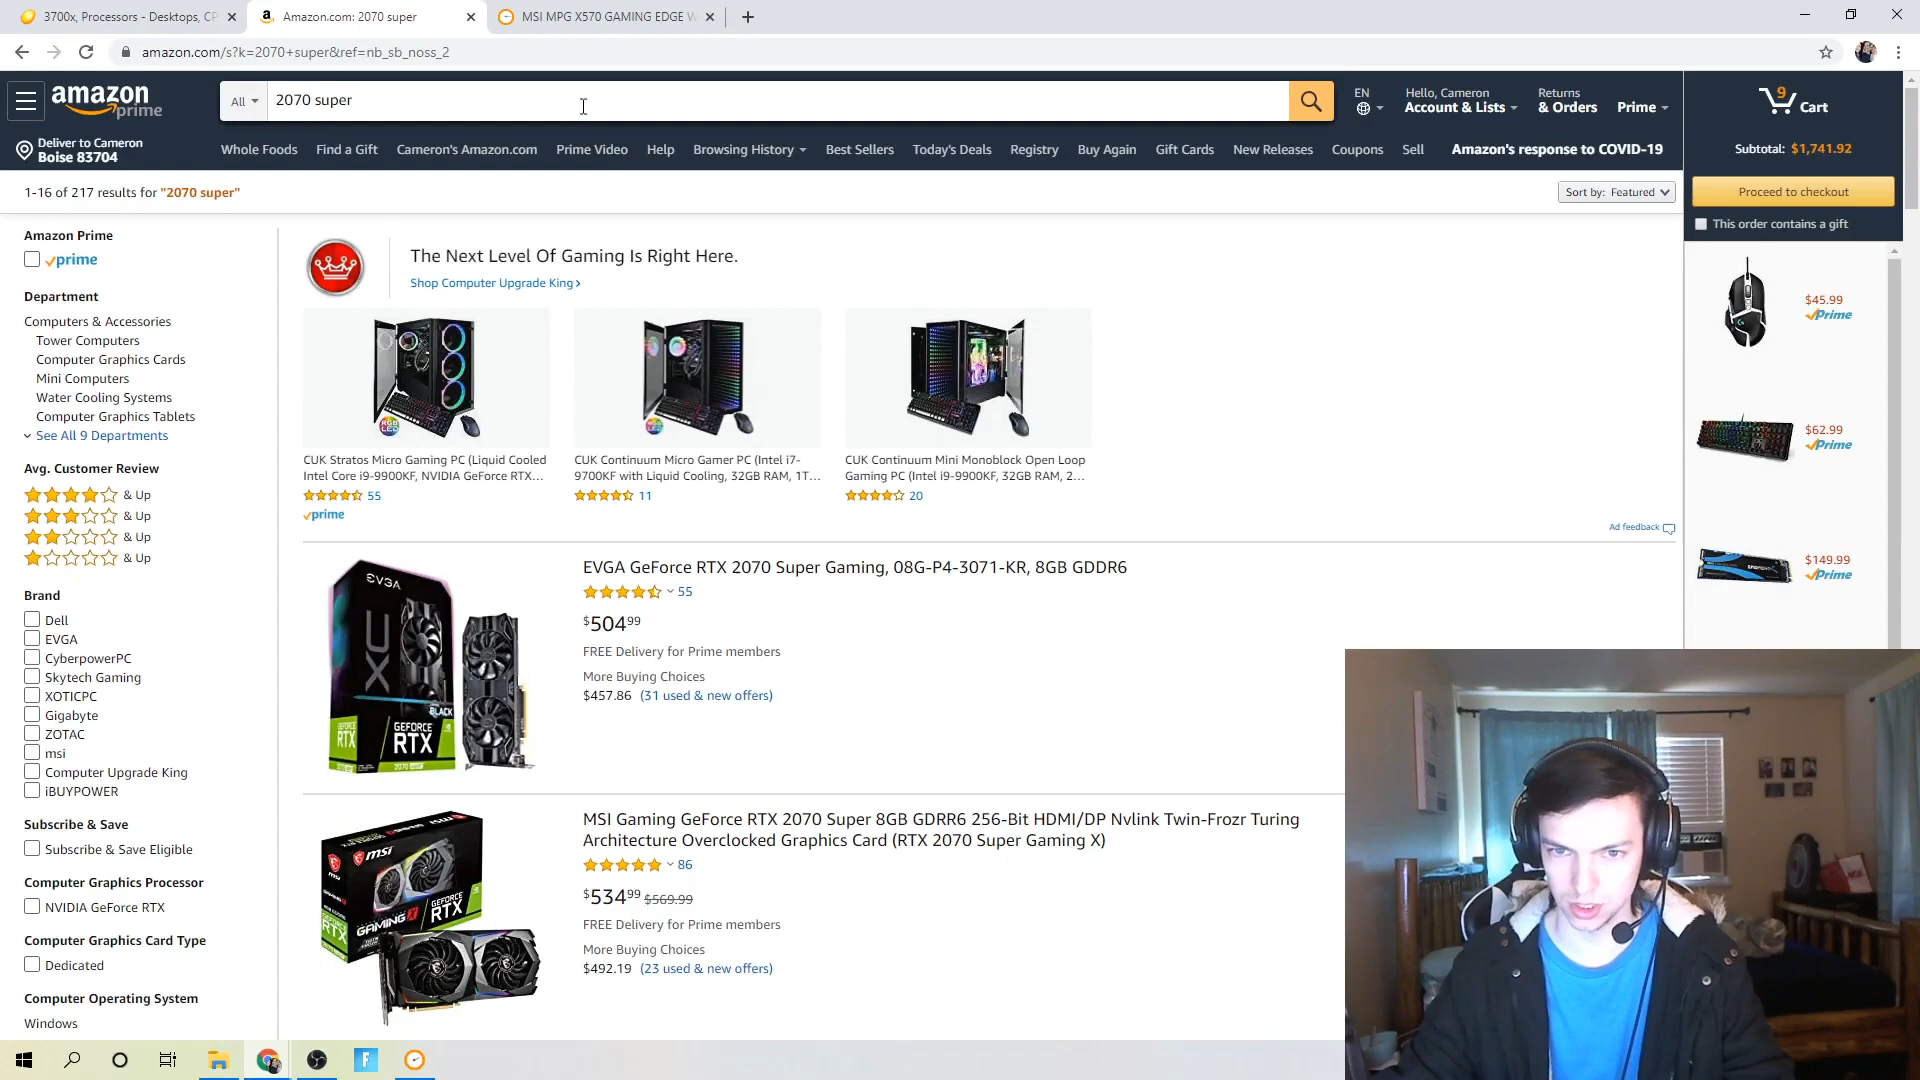 3700x, Processors - Desktops, CP
Amazon.com: 2070 super
MSI MPG X570 GAMING EDGE W
amazon.com/s?k=2070+super&ref=nb_sb_noss_2
amazon
prime
All
2070 super
EN
Hello, Cameron
Account & Lists
Returns
& Orders
Prime
9
Cart
Deliver to Cameron
Boise 83704
Whole Foods
Find a Gift
Cameron's Amazon.com
Prime Video
Help
Browsing History
Best Sellers
Today's Deals
Registry
Buy Again
Gift Cards
New Releases
Coupons
Sell
Amazon's response to COVID-19
Subtotal: $1,741.92
Proceed to checkout
This order contains a gift
1-16 of 217 results for "2070 super"
Sort by: Featured
Amazon Prime
prime
Department
Computers & Accessories
Tower Computers
Computer Graphics Cards
Mini Computers
Water Cooling Systems
Computer Graphics Tablets
See All 9 Departments
Avg. Customer Review
& Up
& Up
& Up
& Up
Brand
Dell
EVGA
CyberpowerPC
Skytech Gaming
XOTICPC
Gigabyte
ZOTAC
msi
Computer Upgrade King
iBUYPOWER
Subscribe & Save
Subscribe & Save Eligible
Computer Graphics Processor
NVIDIA GeForce RTX
Computer Graphics Card Type
Dedicated
Computer Operating System
Windows
The Next Level Of Gaming Is Right Here.
Shop Computer Upgrade King
CUK Stratos Micro Gaming PC (Liquid Cooled
Intel Core i9-9900KF, NVIDIA GeForce RTX...
55
prime
CUK Continuum Micro Gamer PC (Intel i7-
9700KF with Liquid Cooling, 32GB RAM, 1T...
11
CUK Continuum Mini Monoblock Open Loop
Gaming PC (Intel i9-9900KF, 32GB RAM, 2...
20
Ad feedback
EVGA
XC
BLACK
GEFORCE
RTX
GEFORCE
RTX
EVGA GeForce RTX 2070 Super Gaming, 08G-P4-3071-KR, 8GB GDDR6
55
$504.99
FREE Delivery for Prime members
More Buying Choices
$457.86 (31 used & new offers)
msi
GAMING X
GEFORCE
RTX
RTX
MSI Gaming GeForce RTX 2070 Super 8GB GDRR6 256-Bit HDMI/DP Nvlink Twin-Frozr Turing
Architecture Overclocked Graphics Card (RTX 2070 Super Gaming X)
86
$534.99 $569.99
FREE Delivery for Prime members
More Buying Choices
$492.19 (23 used & new offers)
$45.99
Prime
$62.99
Prime
$149.99
Prime